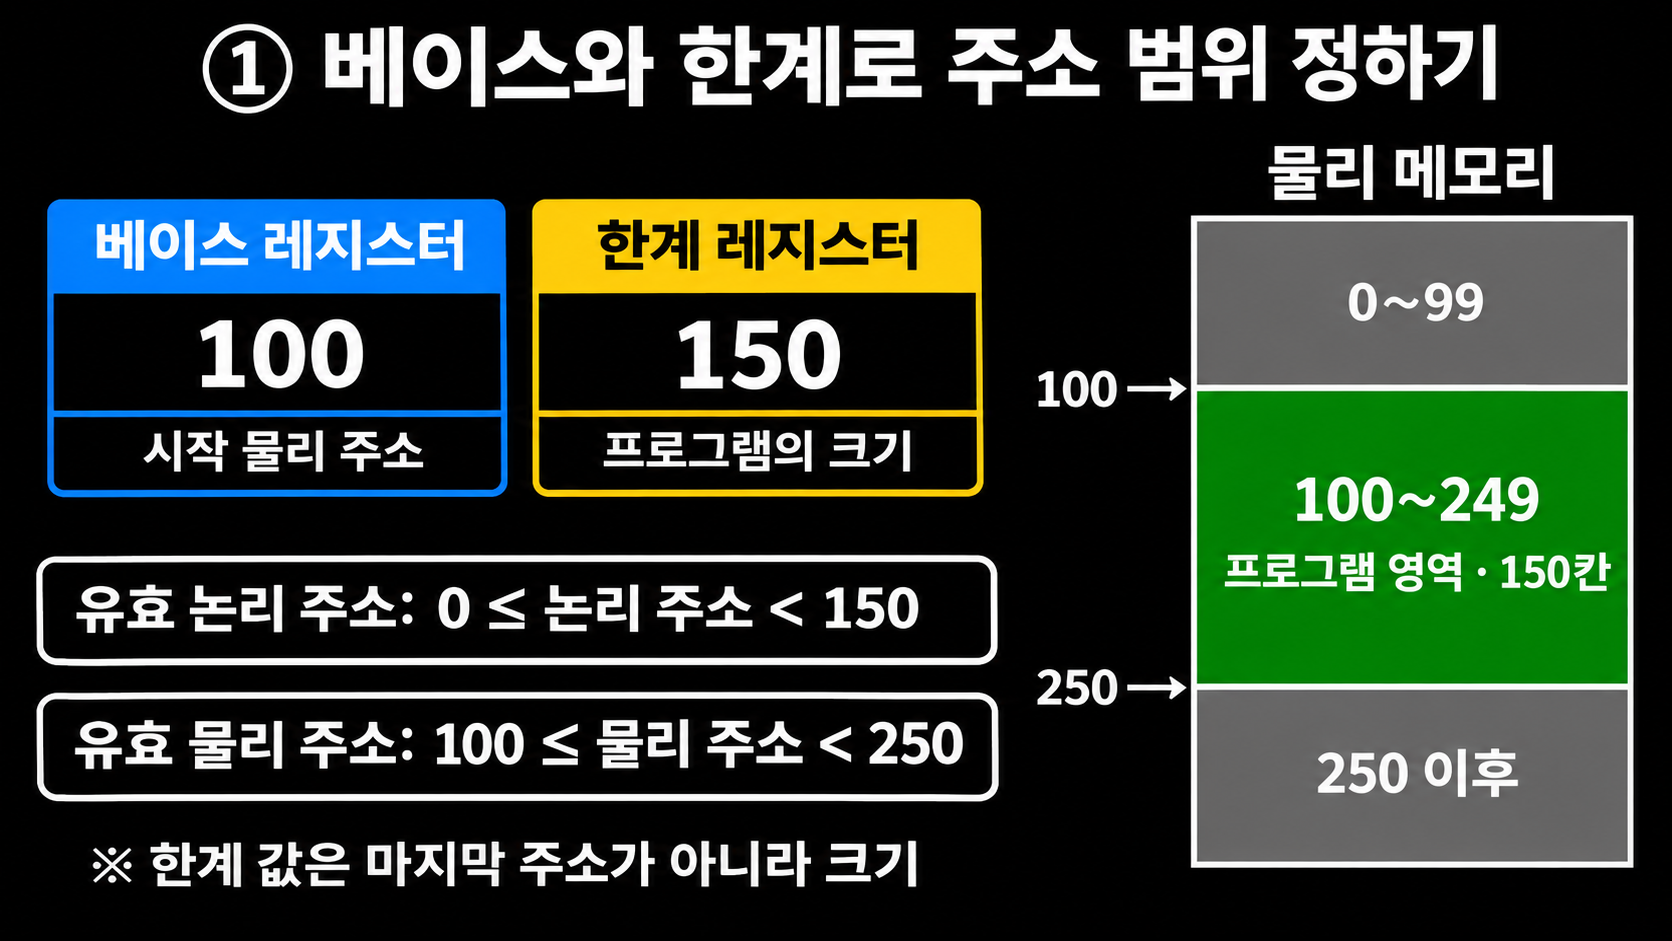 ① 베이스와 한계로 주소 범위 정하기
베이스 레지스터
100
시작 물리 주소
한계 레지스터
150
프로그램의 크기
유효 논리 주소: 0 ≤ 논리 주소 < 150
유효 물리 주소: 100 ≤ 물리 주소 < 250
※ 한계 값은 마지막 주소가 아니라 크기
물리 메모리
0~99
100→
100~249
프로그램 영역 · 150칸
250→
250 이후